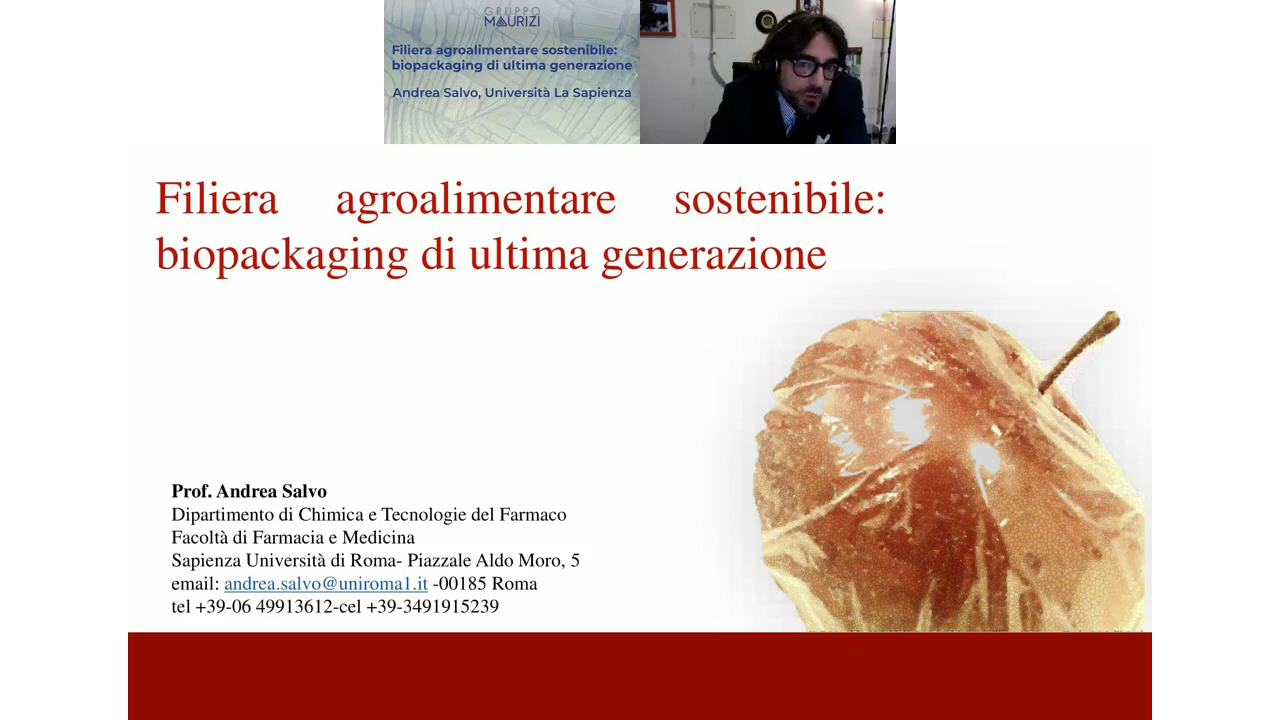 GRUPPO
MAURIZI
Filiera agroalimentare sostenibile:
biopackaging di ultima generazione
Andrea Salvo, Università La Sapienza
Filiera agroalimentare sostenibile:
biopackaging di ultima generazione
Prof. Andrea Salvo
Dipartimento di Chimica e Tecnologie del Farmaco
Facoltà di Farmacia e Medicina
Sapienza Università di Roma- Piazzale Aldo Moro, 5
email: andrea.salvo@uniroma1.it -00185 Roma
tel +39-06 49913612-cel +39-3491915239